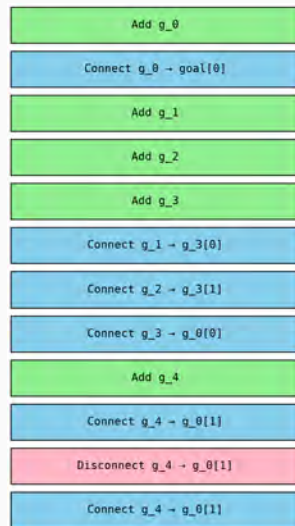 Add g_0
Connect g_0 → goal[0]
Add g_1
Add g_2
Add g_3
Connect g_1 → g_3[0]
Connect g_2 → g_3[1]
Connect g_3 → g_0[0]
Add g_4
Connect g_4 → g_0[1]
Disconnect g_4 → g_0[1]
Connect g_4 → g_0[1]